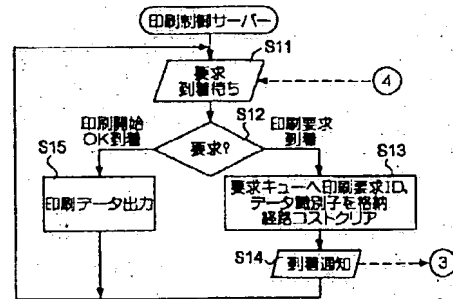 印刷制御サーバー
S11
要求
到着待ち
4
S12
印刷開始
OK到着
要求?
印刷要求
到着
S15
印刷データ出力
S13
要求キューへ印刷要求ID、
データ識別子を格納
経路コストクリア
S14
到着通知
3